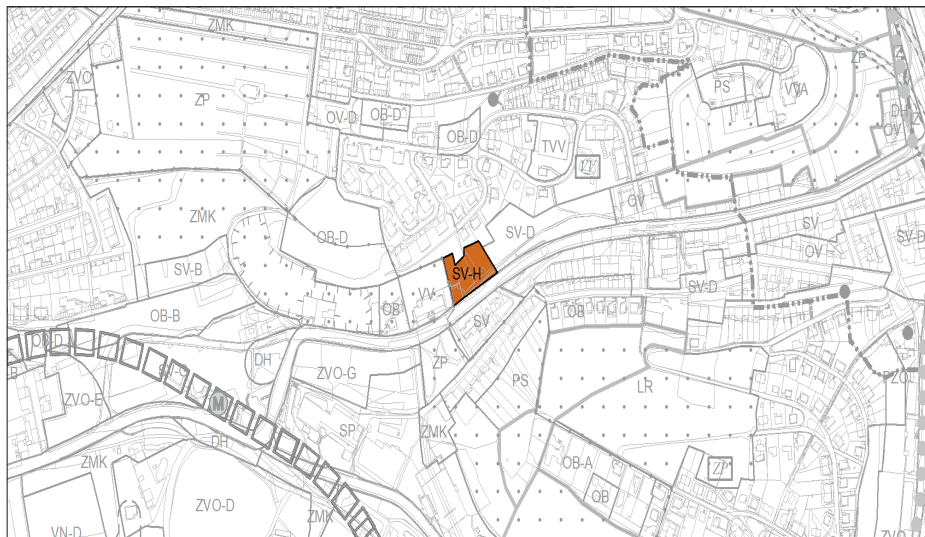 ZMK
ZVO
ZP
ZP
PS
VVA
OV-D
OB-D
OB-D
TVV
OV
ZMK
OV
SV
OB-D
SV-D
OV
SV-D
SV-B
SV-H
SV-D
VV
OB
OB
OB-B
SV
DH
ZP
ZVO-G
PS
LR
ZVO-E
SP
ZMK
M
DH
ZMK
OB-A
ZP
OB
ZVO-D
ZMK
VN-D